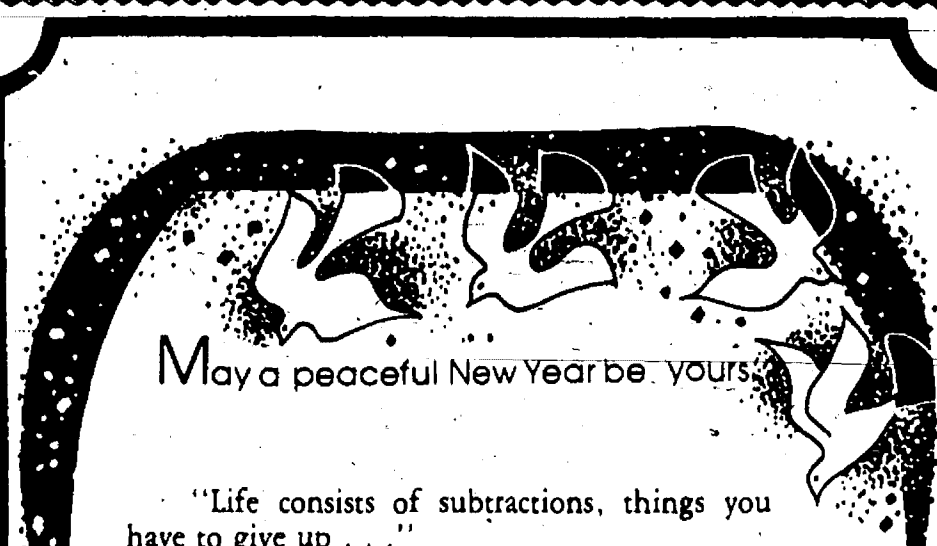 May a peaceful New Year be yours
"Life consists of subtractions, things you
have to give up . . ."